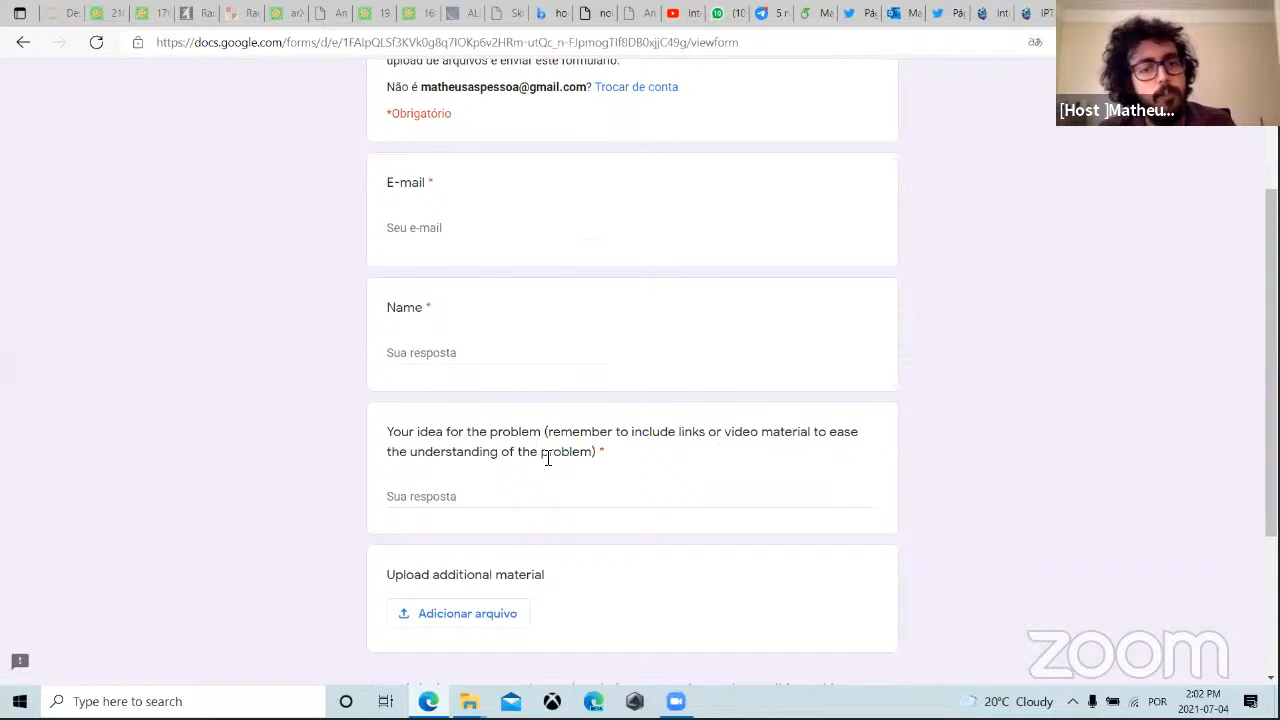 https://docs.google.com/forms/d/e/1FAIpQLSf3KVk0g8q7IOKp6v2HRm-utQc_n-FJpmogTIf8DB0xjjC49g/viewform
[Host ]Matheu...
upload de arquivos e enviar este formulário.
Não é matheusaspessoa@gmail.com? Trocar de conta
*Obrigatório
E-mail *
Seu e-mail
Name *
Sua resposta
Your idea for the problem (remember to include links or video material to ease
the understanding of the problem) *
Sua resposta
Upload additional material
Adicionar arquivo
zoom
Type here to search
BETA
20°C Cloudy
POR
2:02 PM
2021-07-04